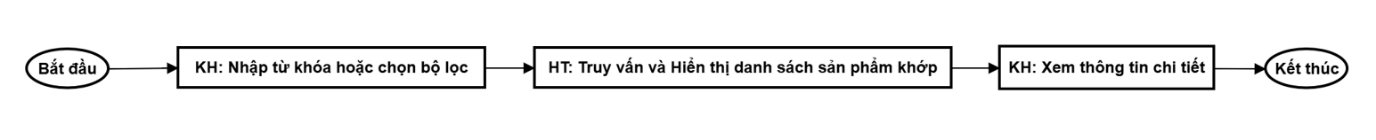 Bắt đầu
KH: Nhập từ khóa hoặc chọn bộ lọc
HT: Truy vấn và Hiển thị danh sách sản phẩm khớp
KH: Xem thông tin chi tiết
Kết thúc